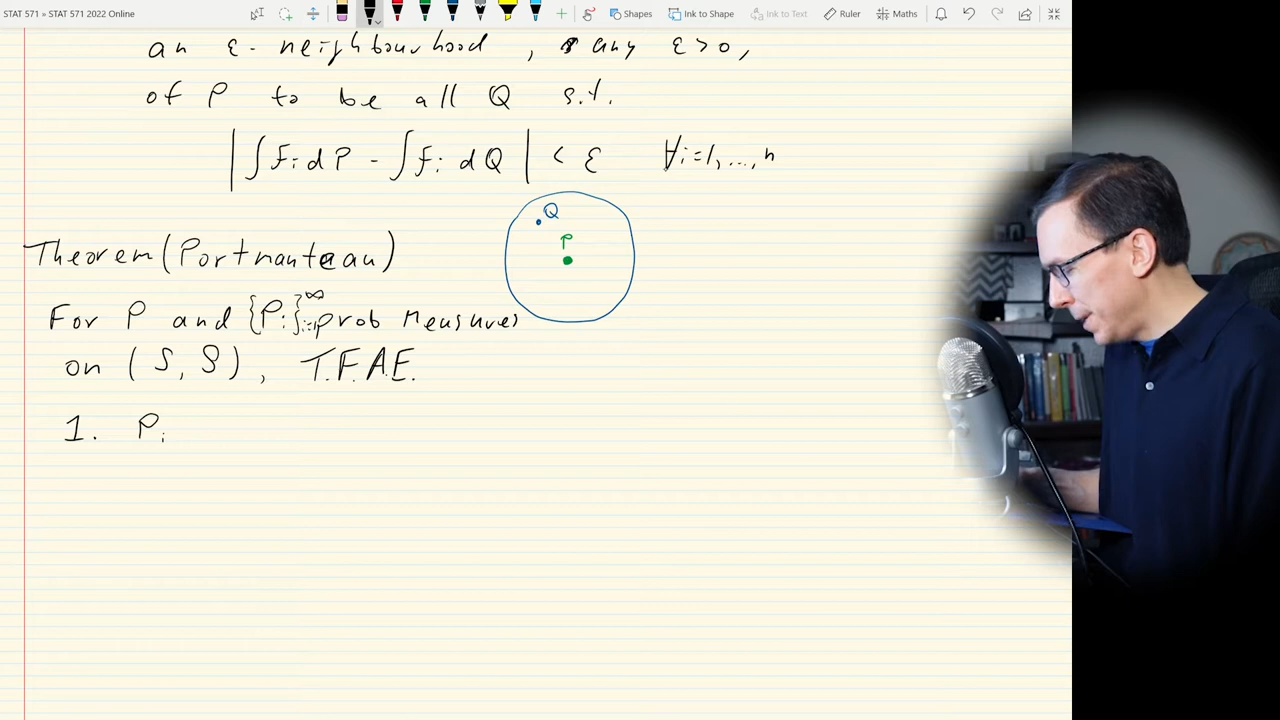 STAT 571 » STAT 571 2022 Online
Shapes Ink to Shape Ink to Text Ruler Maths
an ε-neighbourhood, any ε>0,
of P to be all Q s.t.
|∫fᵢdP - ∫fᵢdQ| < ε ∀i=1,...,n
Q
P
Theorem (Portmanteau)
For P and {Pᵢ}ᵢ₌₁^∞ prob measures
on (S, S), T.F.A.E.
1. Pᵢ